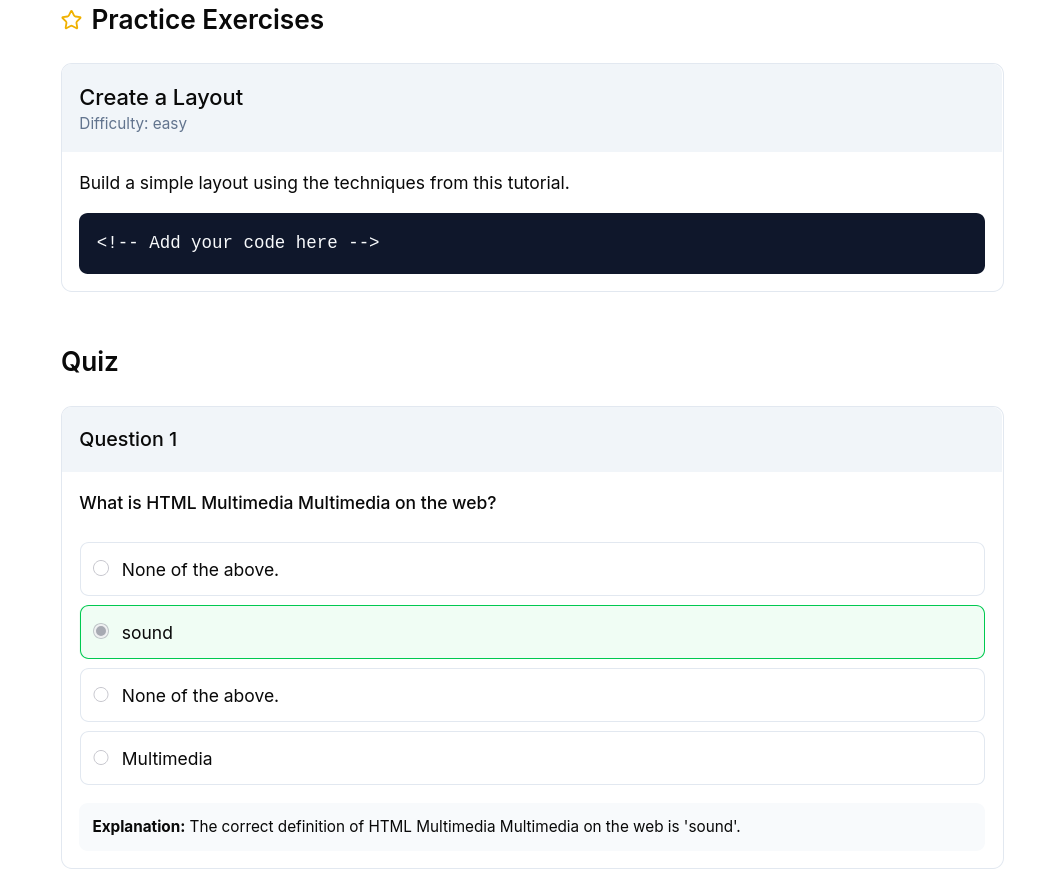 Practice Exercises
Create a Layout
Difficulty: easy
Build a simple layout using the techniques from this tutorial.
<!-- Add your code here -->
Quiz
Question 1
What is HTML Multimedia Multimedia on the web?
None of the above.
sound
None of the above.
Multimedia
Explanation: The correct definition of HTML Multimedia Multimedia on the web is 'sound'.